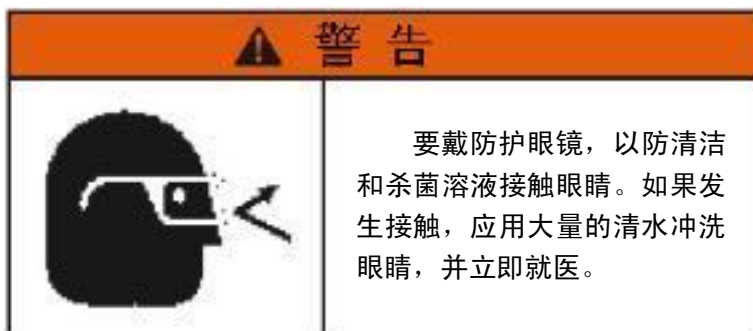 警告
要戴防护眼镜，以防清洁
和杀菌溶液接触眼睛。如果发
生接触，应用大量的清水冲洗
眼睛，并立即就医。